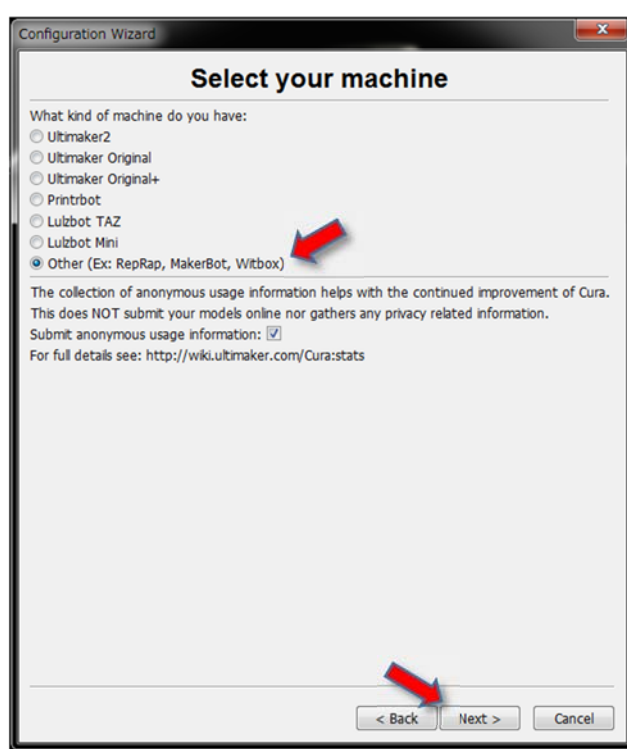 Configuration Wizard
Select your machine
What kind of machine do you have:
Ultimaker2
Ultimaker Original
Ultimaker Original+
Printrbot
Lulzbot TAZ
Lulzbot Mini
Other (Ex: RepRap, MakerBot, Witbox)
The collection of anonymous usage information helps with the continued improvement of Cura.
This does NOT submit your models online nor gathers any privacy related information.
Submit anonymous usage information:
For full details see: http://wiki.ultimaker.com/Cura:stats
< Back Next > Cancel